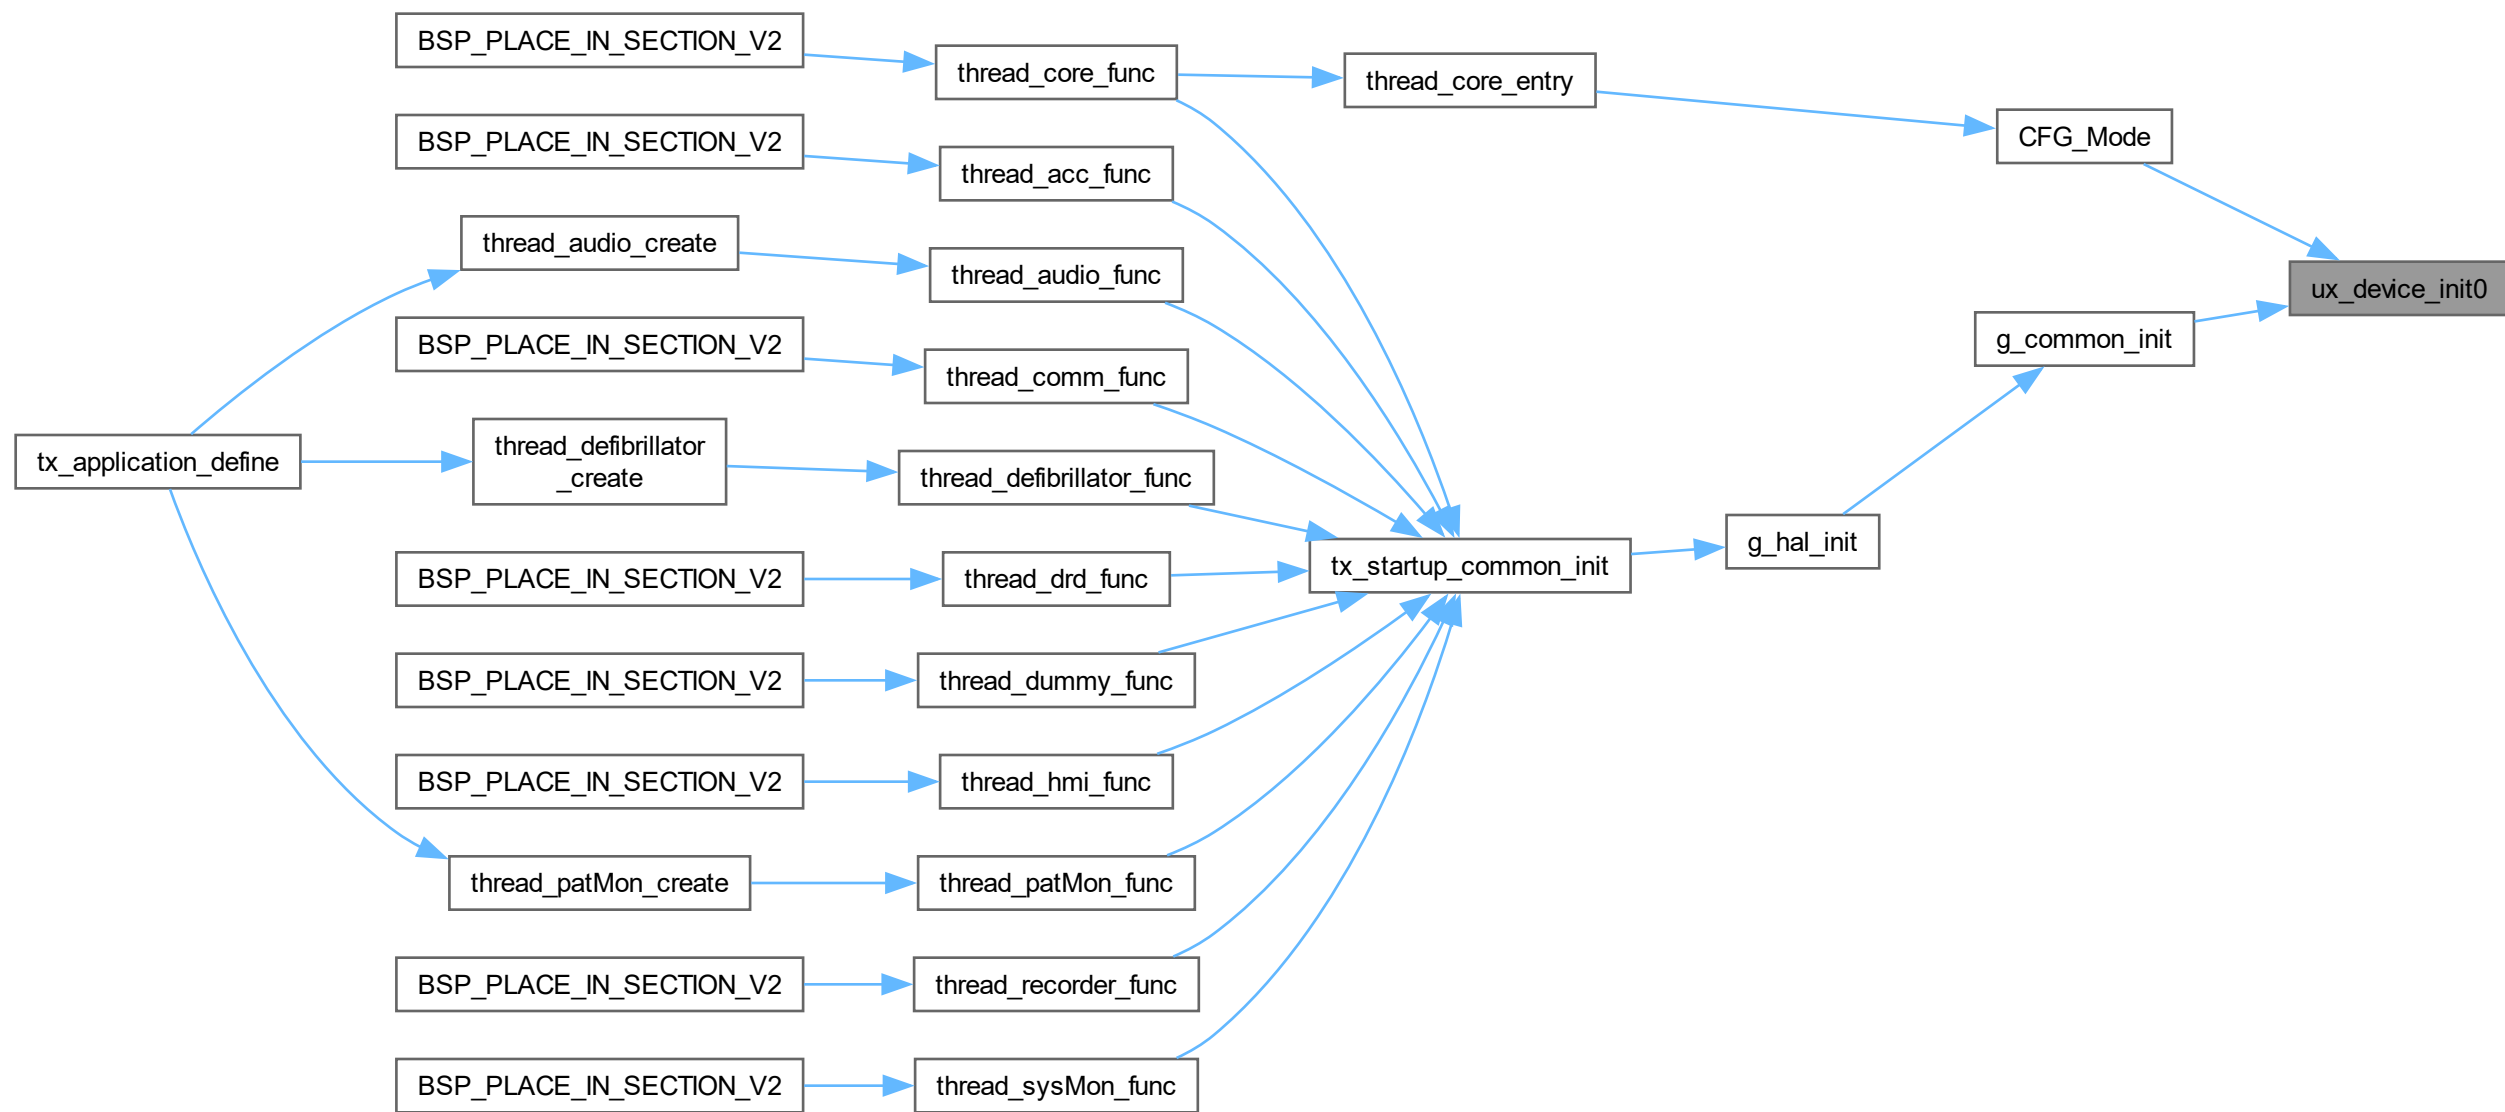 BSP_PLACE_IN_SECTION_V2
thread_core_func
thread_core_entry
CFG_Mode
BSP_PLACE_IN_SECTION_V2
thread_acc_func
thread_audio_create
thread_audio_func
ux_device_init0
g_common_init
BSP_PLACE_IN_SECTION_V2
thread_comm_func
tx_application_define
thread_defibrillator
_create
thread_defibrillator_func
g_hal_init
tx_startup_common_init
BSP_PLACE_IN_SECTION_V2
thread_drd_func
BSP_PLACE_IN_SECTION_V2
thread_dummy_func
BSP_PLACE_IN_SECTION_V2
thread_hmi_func
thread_patMon_create
thread_patMon_func
BSP_PLACE_IN_SECTION_V2
thread_recorder_func
BSP_PLACE_IN_SECTION_V2
thread_sysMon_func